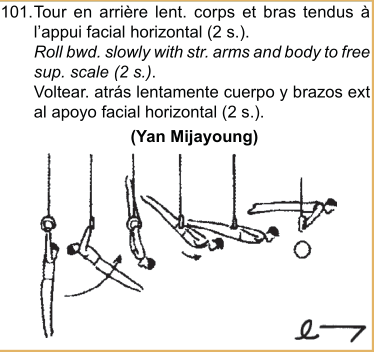 101.Tour en arrière lent. corps et bras tendus à
l'appui facial horizontal (2 s.).
Roll bwd. slowly with str. arms and body to free
sup. scale (2 s.).
Voltear. atrás lentamente cuerpo y brazos ext
al apoyo facial horizontal (2 s.).
(Yan Mijayoung)